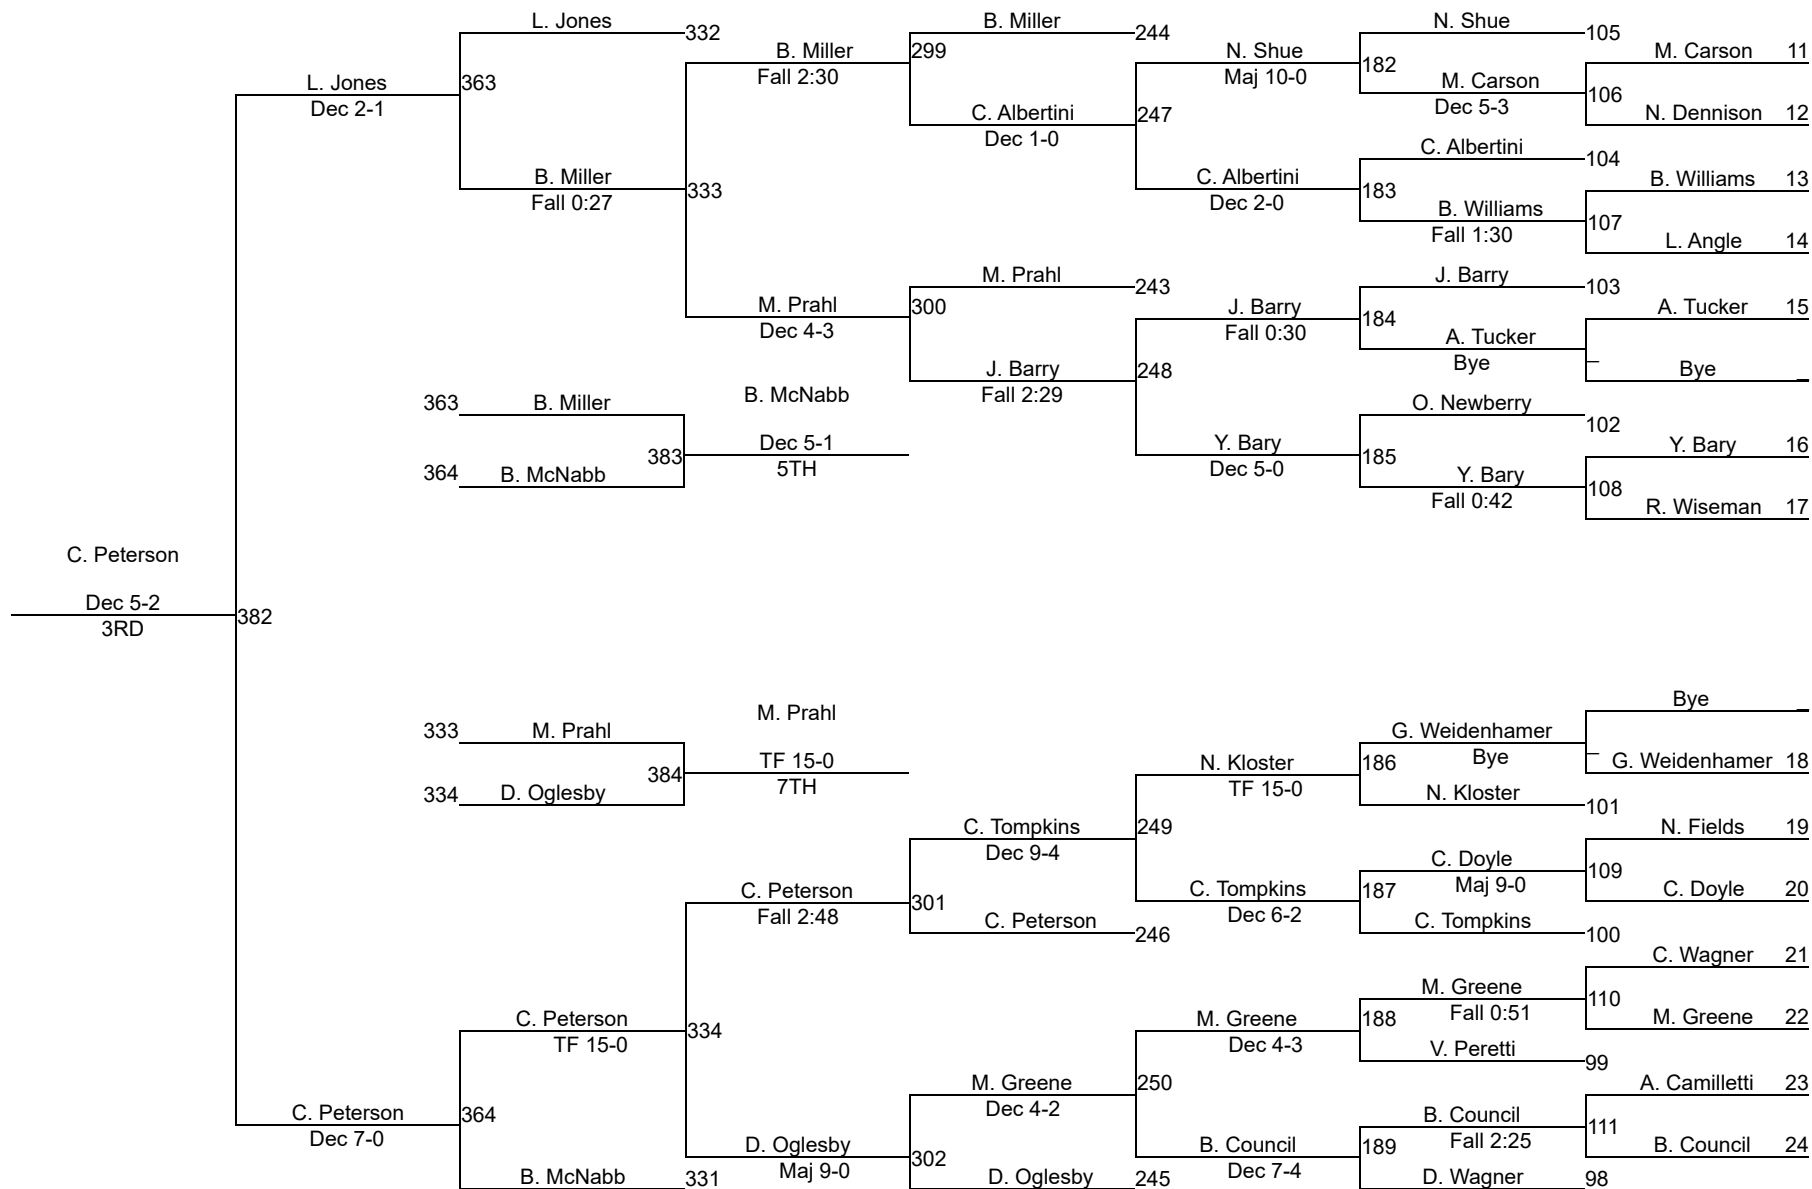 L. Jones
332
B. Miller
299
B. Miller
244
N. Shue
182
N. Shue
105
M. Carson 11
L. Jones
363
Fall 2:30
Maj 10-0
M. Carson
106
Dec 2-1
C. Albertini
247
Dec 5-3
N. Dennison 12
Dec 1-0
C. Albertini
104
B. Miller
333
C. Albertini
183
B. Williams 13
Fall 0:27
Dec 2-0
B. Williams
107
Fall 1:30
L. Angle 14
M. Prahl
243
J. Barry
103
M. Prahl
300
J. Barry
184
A. Tucker 15
Dec 4-3
Fall 0:30
A. Tucker
J. Barry
248
Bye
Bye
Fall 2:29
363
B. Miller
B. McNabb
O. Newberry
102
383
Dec 5-1
Y. Bary
185
Y. Bary 16
5TH
Dec 5-0
364
B. McNabb
Y. Bary
108
Fall 0:42
R. Wiseman 17
C. Peterson
Dec 5-2
382
3RD
Bye
333
M. Prahl
M. Prahl
G. Weidenhamer
384
TF 15-0
N. Kloster
186
Bye
G. Weidenhamer 18
7TH
TF 15-0
334
D. Oglesby
N. Kloster
101
C. Tompkins
249
N. Fields 19
Dec 9-4
C. Doyle
109
C. Peterson
301
C. Tompkins
187
Maj 9-0
C. Doyle 20
Fall 2:48
Dec 6-2
C. Peterson
246
C. Tompkins
100
C. Wagner 21
M. Greene
110
C. Peterson
334
M. Greene
188
Fall 0:51
M. Greene 22
TF 15-0
Dec 4-3
V. Peretti
99
M. Greene
250
A. Camilletti 23
C. Peterson
364
Dec 4-2
B. Council
111
Dec 7-0
D. Oglesby
302
B. Council
189
Fall 2:25
B. Council 24
Maj 9-0
Dec 7-4
B. McNabb
331
D. Oglesby
245
D. Wagner
98